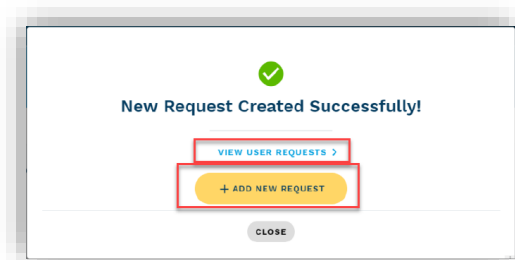 New Request Created Successfully!
VIEW USER REQUESTS >
+ ADD NEW REQUEST
CLOSE